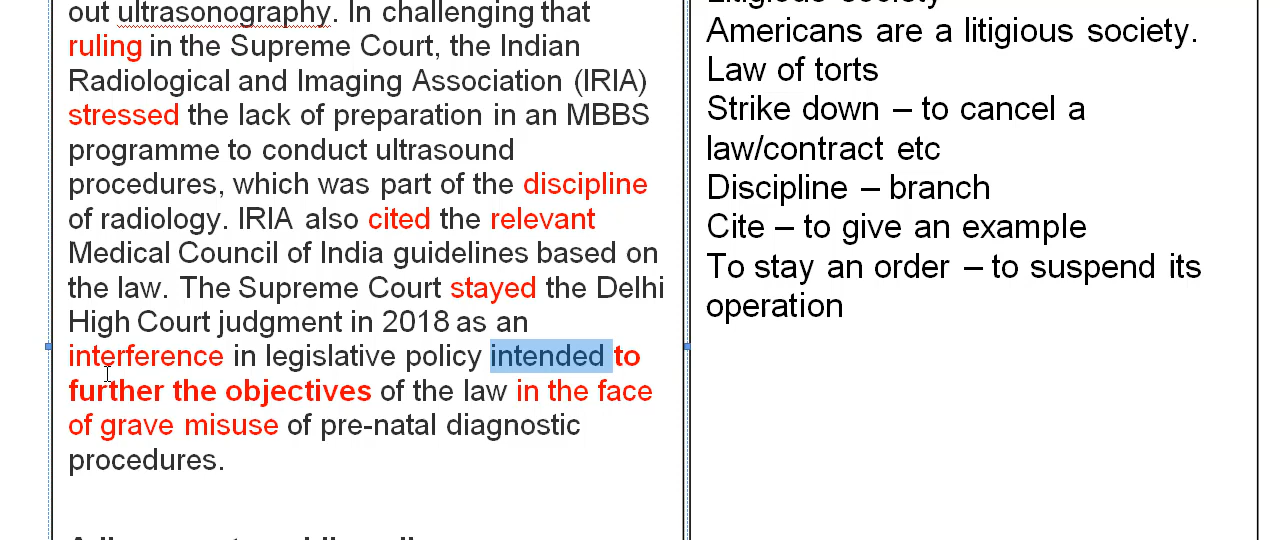 out ultrasonography. In challenging that
ruling in the Supreme Court, the Indian
Radiological and Imaging Association (IRIA)
stressed the lack of preparation in an MBBS
programme to conduct ultrasound
procedures, which was part of the discipline
of radiology. IRIA also cited the relevant
Medical Council of India guidelines based on
the law. The Supreme Court stayed the Delhi
High Court judgment in 2018 as an
interference in legislative policy intended to
further the objectives of the law in the face
of grave misuse of pre-natal diagnostic
procedures.
Litigious society
Americans are a litigious society.
Law of torts
Strike down – to cancel a
law/contract etc
Discipline – branch
Cite – to give an example
To stay an order – to suspend its
operation